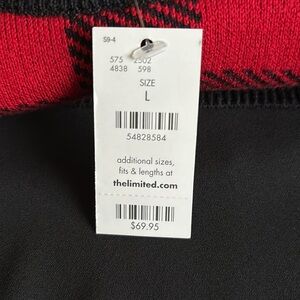 S9-4
575 2502
4838 598
SIZE
L
54828584
additional sizes,
fits & lengths at
thelimited.com
$69.95